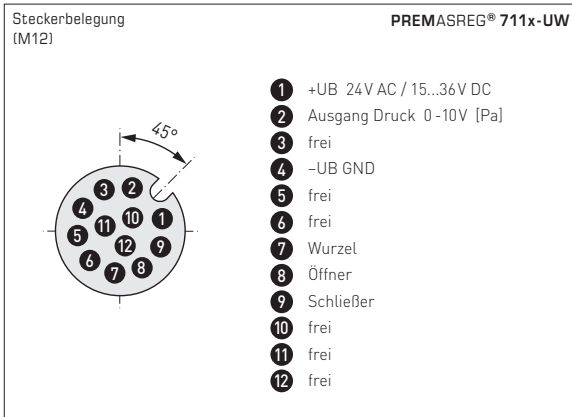 Steckerbelegung
(M12)
PREMASREG® 711x-UW
1 +UB 24V AC / 15...36V DC
2 Ausgang Druck 0-10V [Pa]
3 frei
4 –UB GND
5 frei
6 frei
7 Wurzel
8 Öffner
9 Schließer
10 frei
11 frei
12 frei
45°
3 2
4 10 1
11
5 12 9
6 7 8